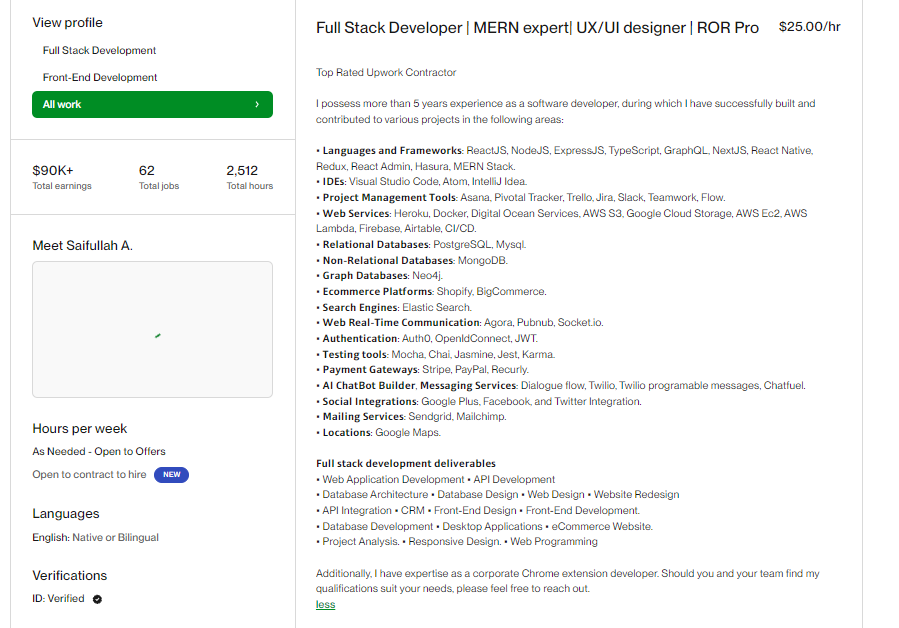 View profile
Full Stack Development
Front-End Development
All work
$90K+
62
2,512
Total earnings
Total jobs
Total hours
Meet Saifullah A.
Hours per week
As Needed - Open to Offers
Open to contract to hire NEW
Languages
English: Native or Bilingual
Verifications
ID: Verified
Full Stack Developer | MERN expert| UX/UI designer | ROR Pro
$25.00/hr
Top Rated Upwork Contractor
I possess more than 5 years experience as a software developer, during which I have successfully built and
contributed to various projects in the following areas:
• Languages and Frameworks: ReactJS, NodeJS, ExpressJS, TypeScript, GraphQL, NextJS, React Native,
Redux, React Admin, Hasura, MERN Stack.
• IDEs: Visual Studio Code, Atom, IntelliJ Idea.
• Project Management Tools: Asana, Pivotal Tracker, Trello, Jira, Slack, Teamwork, Flow.
• Web Services: Heroku, Docker, Digital Ocean Services, AWS S3, Google Cloud Storage, AWS Ec2, AWS
Lambda, Firebase, Airtable, CI/CD.
• Relational Databases: PostgreSQL, Mysql.
• Non-Relational Databases: MongoDB.
• Graph Databases: Neo4j.
• Ecommerce Platforms: Shopify, BigCommerce.
• Search Engines: Elastic Search.
• Web Real-Time Communication: Agora, Pubnub, Socket.io.
• Authentication: Auth0, OpenIdConnect, JWT.
• Testing tools: Mocha, Chai, Jasmine, Jest, Karma.
• Payment Gateways: Stripe, PayPal, Recurly.
• AI ChatBot Builder, Messaging Services: Dialogue flow, Twilio, Twilio programable messages, Chatfuel.
• Social Integrations: Google Plus, Facebook, and Twitter Integration.
• Mailing Services: Sendgrid, Mailchimp.
• Locations: Google Maps.
Full stack development deliverables
• Web Application Development • API Development
• Database Architecture • Database Design • Web Design • Website Redesign
• API Integration • CRM • Front-End Design • Front-End Development.
• Database Development • Desktop Applications • eCommerce Website.
• Project Analysis. • Responsive Design. • Web Programming
Additionally, I have expertise as a corporate Chrome extension developer. Should you and your team find my
qualifications suit your needs, please feel free to reach out.
less